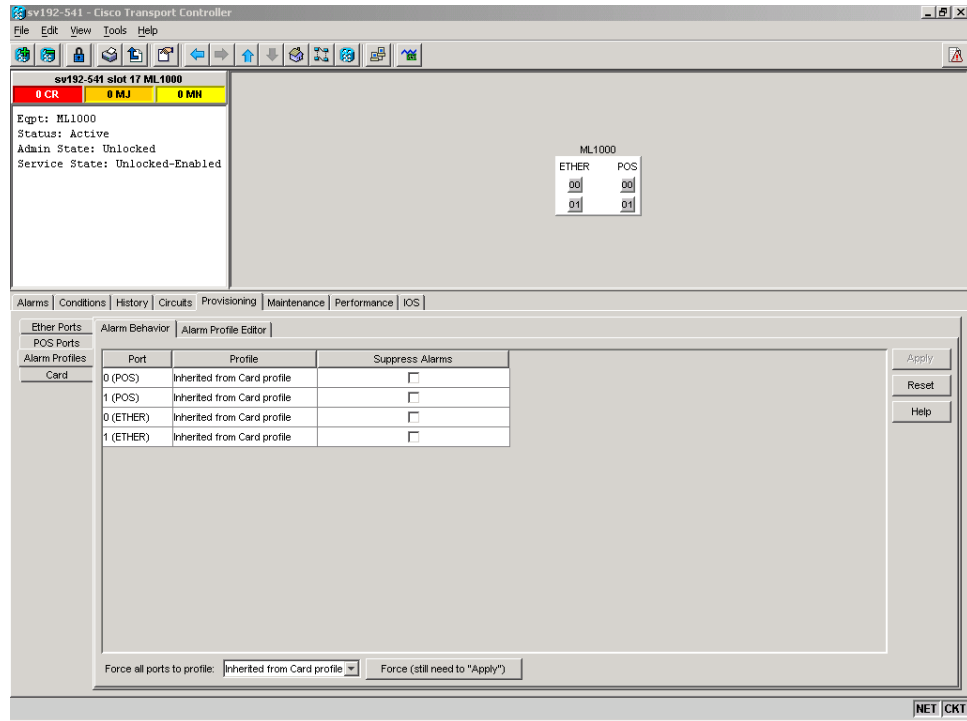 sv192-541 - Cisco Transport Controller
File Edit View Tools Help
sv192-541 slot 17 ML1000
0 CR 0 MJ 0 MN
Eqpt: ML1000
Status: Active
Admin State: Unlocked
Service State: Unlocked-Enabled
ML1000
ETHER POS
00 00
01 01
Alarms Conditions History Circuits Provisioning Maintenance Performance IOS
Ether Ports
POS Ports
Alarm Profiles
Card
Alarm Behavior Alarm Profile Editor
Port Profile Suppress Alarms
0 (POS) Inherited from Card profile
1 (POS) Inherited from Card profile
0 (ETHER) Inherited from Card profile
1 (ETHER) Inherited from Card profile
Apply
Reset
Help
Force all ports to profile: Inherited from Card profile Force (still need to "Apply")
NET CKT